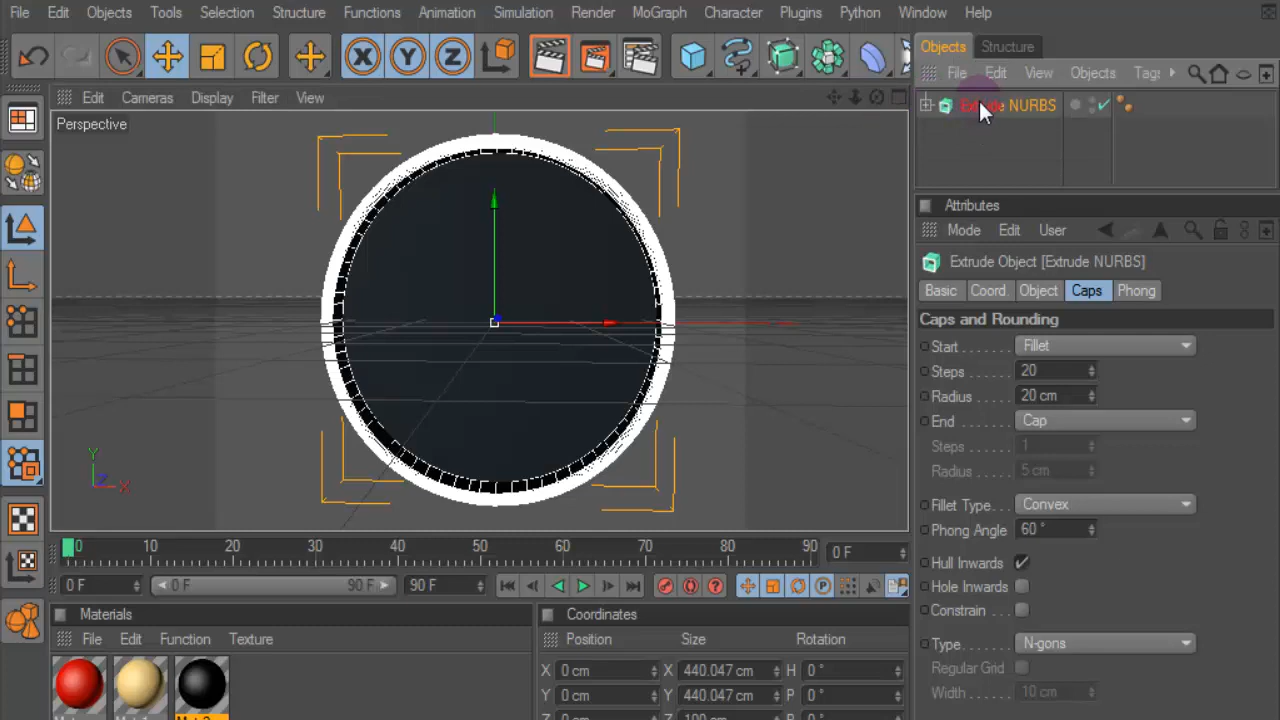 File Edit Objects Tools Selection Structure Functions Animation Simulation Render MoGraph Character Plugins Python Window Help
X Y Z
Objects Structure
File Edit View Objects Tags
Extrude NURBS
Edit Cameras Display Filter View
Perspective
Y
Z
X
Attributes
Mode Edit User
Extrude Object [Extrude NURBS]
Basic Coord. Object Caps Phong
Caps and Rounding
Start Fillet
Steps 20
Radius 20 cm
End Cap
Steps 1
Radius 5 cm
Fillet Type Convex
Phong Angle 60 °
Hull Inwards
Hole Inwards
Constrain
Type N-gons
Regular Grid
Width 10 cm
0 10 20 30 40 50 60 70 80 90 0 F
0 F 0 F 90 F 90 F
Materials
File Edit Function Texture
Coordinates
Position Size Rotation
X 0 cm X 440.047 cm H 0 °
Y 0 cm Y 440.047 cm P 0 °